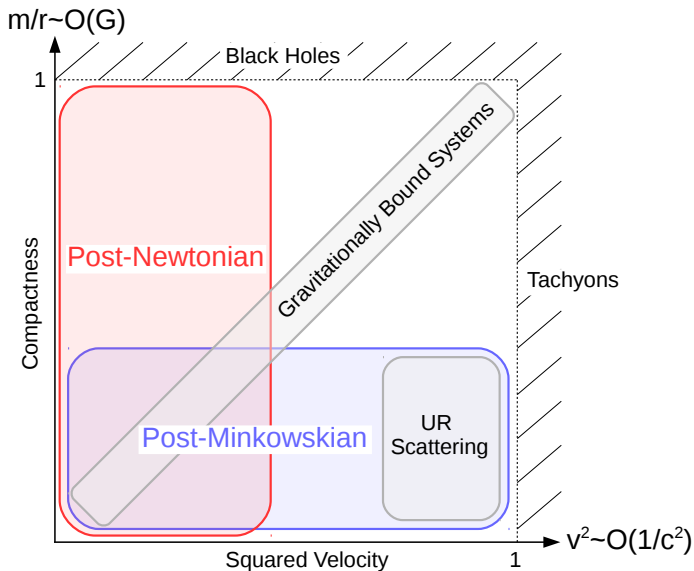 m/r~O(G)
Black Holes
1
Gravitationally Bound Systems
Post-Newtonian
Tachyons
Compactness
UR
Scattering
Post-Minkowskian
v²~O(1/c²)
Squared Velocity
1